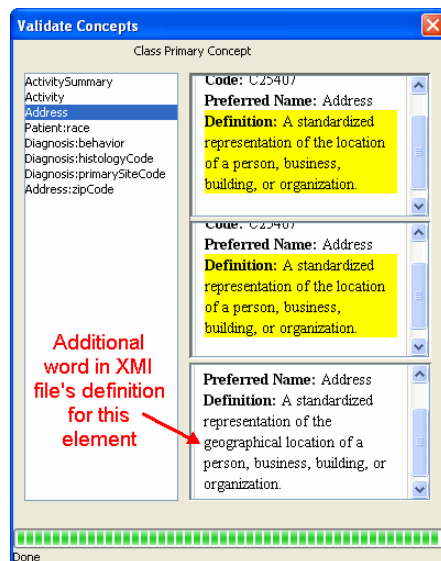 Validate Concepts
Class Primary Concept
ActivitySummary
Activity
Address
Patient:race
Diagnosis:behavior
Diagnosis:histologyCode
Diagnosis:primarySiteCode
Address:zipCode
Code: C25407
Preferred Name: Address
Definition: A standardized
representation of the location
of a person, business,
building, or organization.
Code: C25407
Preferred Name: Address
Definition: A standardized
representation of the location
of a person, business,
building, or organization.
Preferred Name: Address
Definition: A standardized
representation of the
geographical location of a
person, business, building, or
organization.
Additional
word in XMI
file's definition
for this
element
Done